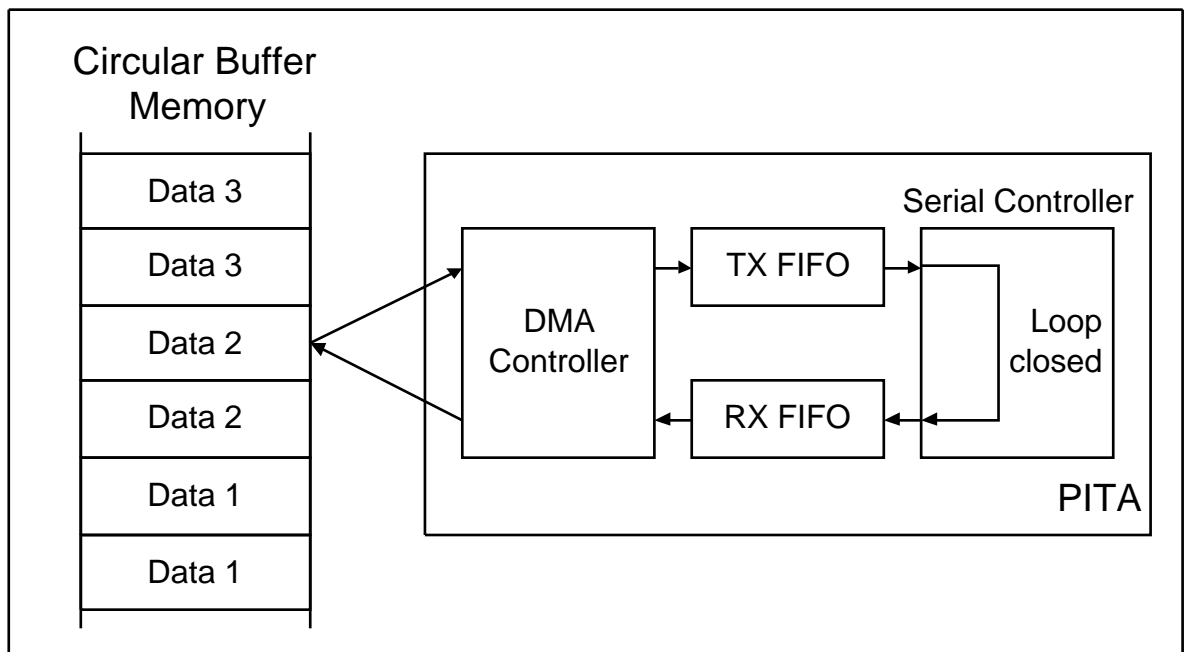 Circular Buffer
Memory
Data 3
Data 3
Data 2
Data 2
Data 1
Data 1
DMA
Controller
TX FIFO
RX FIFO
Serial Controller
Loop
closed
PITA